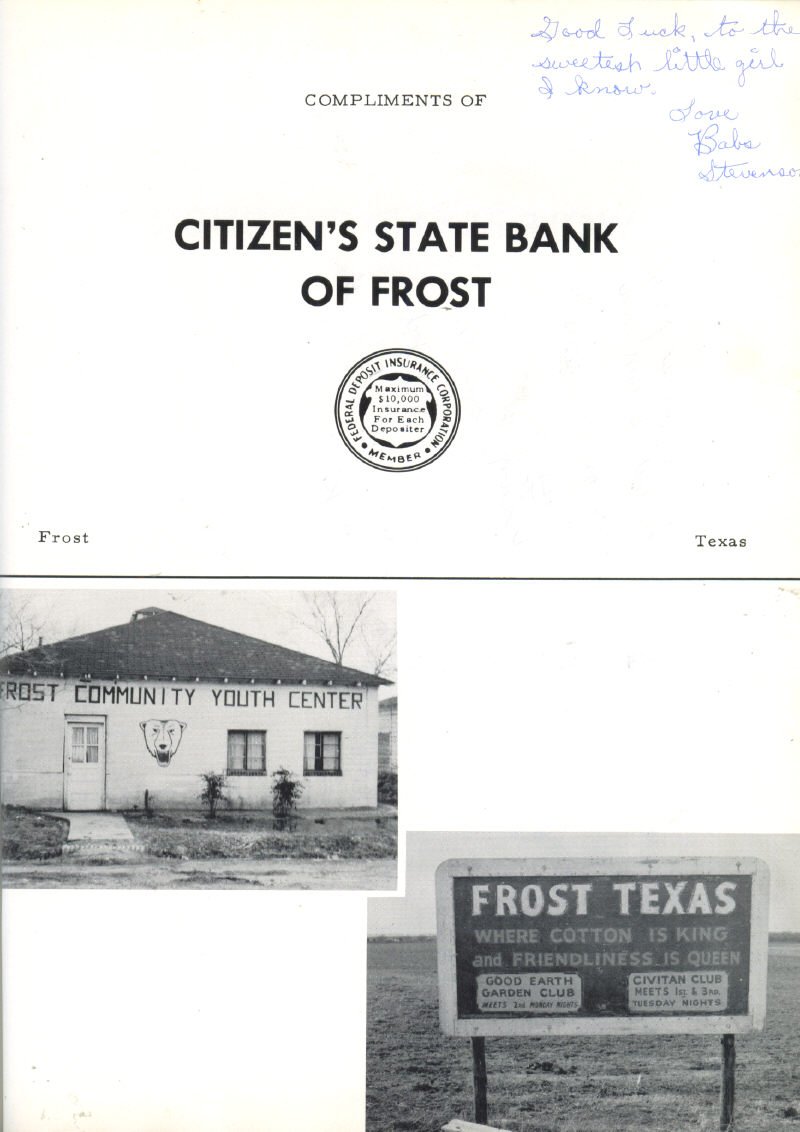 Good Luck, to the
sweetest little girl
I know.
Love
Babs
Stevenson
COMPLIMENTS OF
CITIZEN'S STATE BANK
OF FROST
FEDERAL DEPOSIT INSURANCE CORPORATION
Maximum
$10,000
Insurance
For Each
Depositer
MEMBER
Frost
Texas
FROST COMMUNITY YOUTH CENTER
FROST TEXAS
WHERE COTTON IS KING
and FRIENDLINESS IS QUEEN
GOOD EARTH
GARDEN CLUB
MEETS 2nd MONDAY NIGHTS
CIVITAN CLUB
MEETS 1st. & 3RD.
TUESDAY NIGHTS